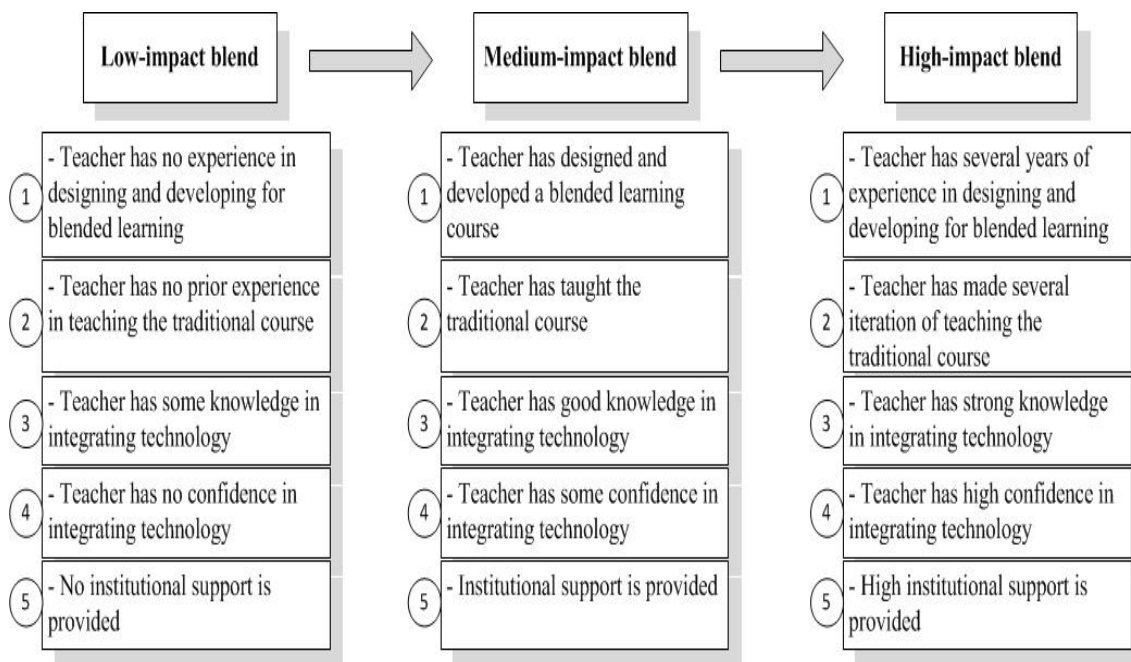 Low-impact blend
Medium-impact blend
High-impact blend
1
- Teacher has no experience in
designing and developing for
blended learning
2
- Teacher has no prior experience
in teaching the traditional course
3
- Teacher has some knowledge in
integrating technology
4
- Teacher has no confidence in
integrating technology
5
- No institutional support is
provided
1
- Teacher has designed and
developed a blended learning
course
2
- Teacher has taught the
traditional course
3
- Teacher has good knowledge in
integrating technology
4
- Teacher has some confidence in
integrating technology
5
- Institutional support is provided
1
- Teacher has several years of
experience in designing and
developing for blended learning
2
- Teacher has made several
iteration of teaching the
traditional course
3
- Teacher has strong knowledge
in integrating technology
4
- Teacher has high confidence in
integrating technology
5
- High institutional support is
provided